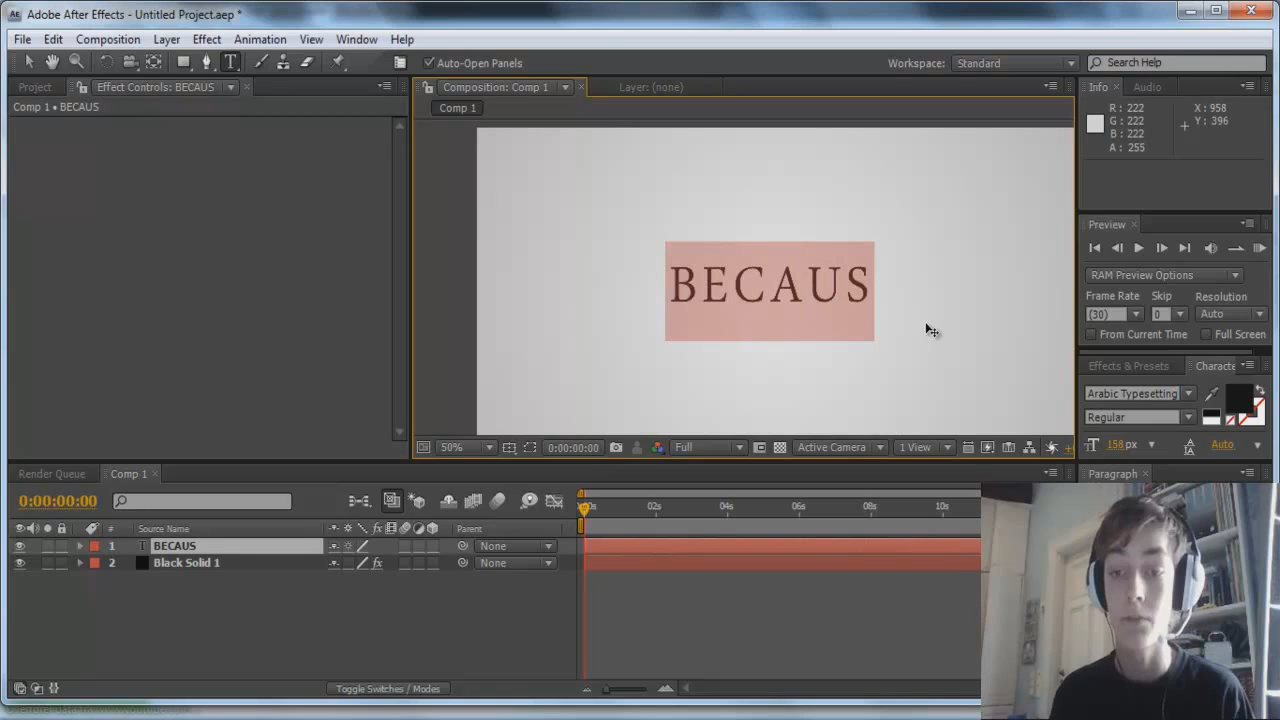 Adobe After Effects - Untitled Project.aep *
File Edit Composition Layer Effect Animation View Window Help
T Auto-Open Panels Workspace: Standard Search Help
Project Effect Controls: BECAUS Composition: Comp 1 Layer: (none) Info Audio
Comp 1 • BECAUS
Comp 1
R : 222
G : 222
B : 222
A : 255
X : 958
Y : 396
BECAUS
Preview
RAM Preview Options
Frame Rate Skip Resolution
(30) 0 Auto
From Current Time Full Screen
Effects & Presets Characte
Arabic Typesetting
Regular
158 px Auto
50% 0:00:00:00 Full Active Camera 1 View
Render Queue Comp 1 Paragraph
0:00:00:00
02s 04s 06s 08s 10s
# Source Name Parent
1 T BECAUS None
2 Black Solid 1 None
Toggle Switches / Modes